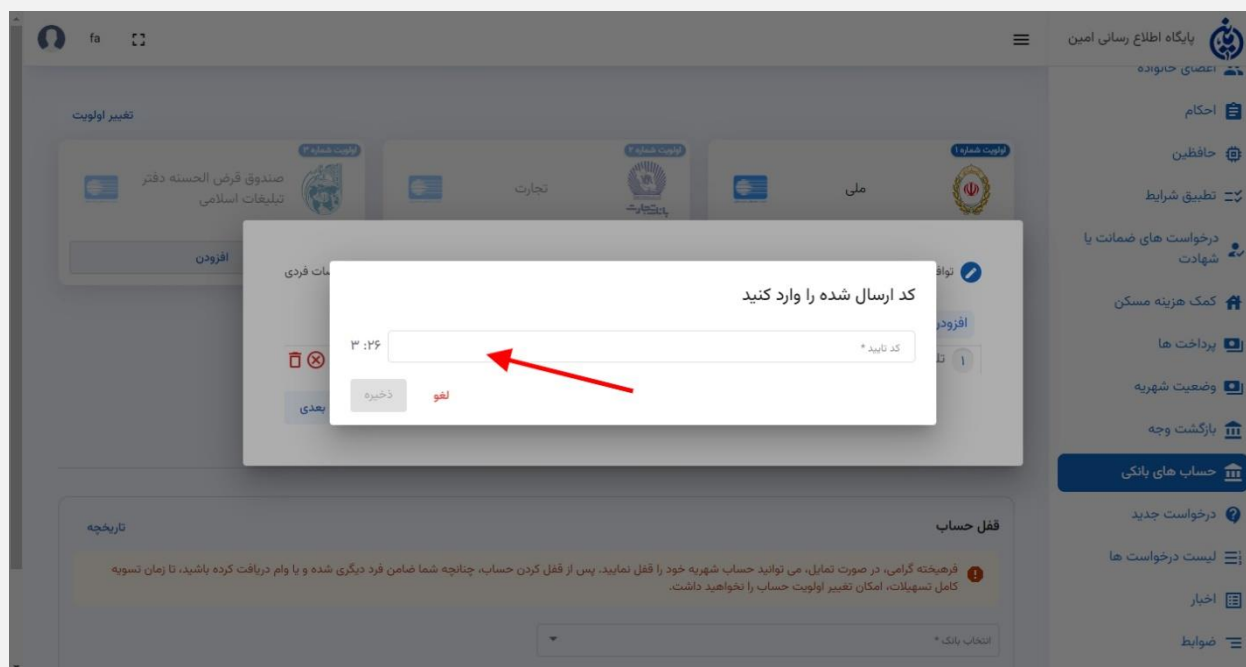 پایگاه اطلاع رسانی امین
fa
اعضای خانواده
احکام
حافظین
تطبیق شرایط
درخواست های ضمانت یا
شهادت
کمک هزینه مسکن
پرداخت ها
وضعیت شهریه
بازگشت وجه
حساب های بانکی
درخواست جدید
لیست درخواست ها
اخبار
ضوابط
تغییر اولویت
اولویت شماره ۱
ملی
اولویت شماره ۲
تجارت
بانک تجارت
اولویت شماره ۳
صندوق قرض الحسنه دفتر
تبلیغات اسلامی
افزودن
فردی
کد ارسال شده را وارد کنید
کد تایید *
۳ :۲۶
لغو
ذخیره
۱
بعدی
قفل حساب
تاریخچه
فرهیخته گرامی، در صورت تمایل، می توانید حساب شهریه خود را قفل نمایید. پس از قفل کردن حساب، چنانچه شما ضامن فرد دیگری شده و یا وام دریافت کرده باشید، تا زمان تسویه
کامل تسهیلات، امکان تغییر اولویت حساب را نخواهید داشت.
انتخاب بانک *